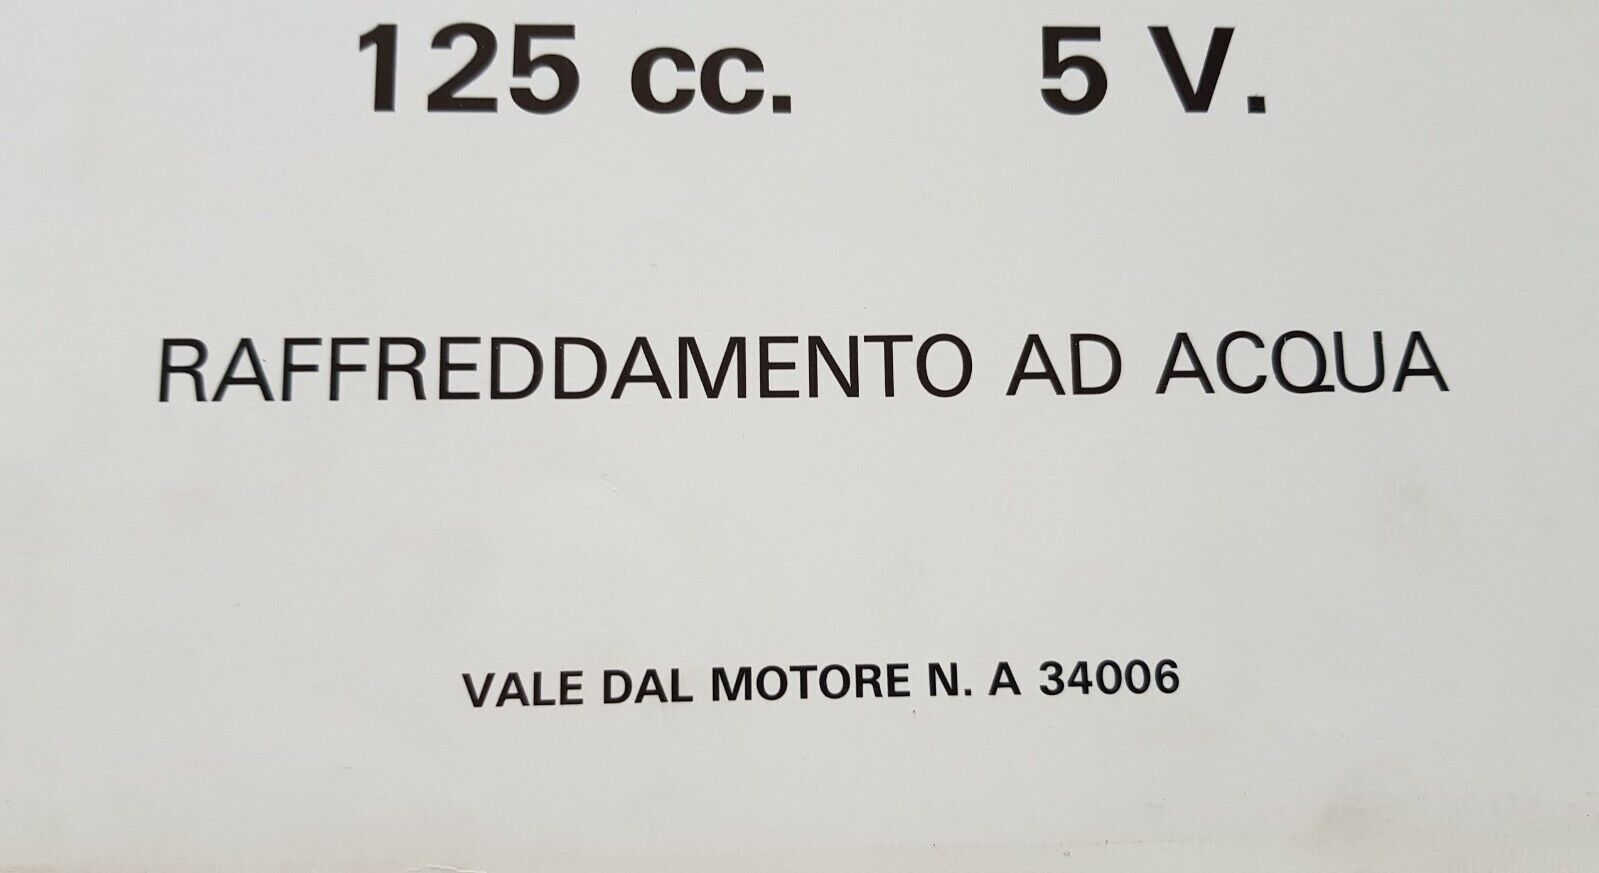 125 cc. 5 V.
RAFFREDDAMENTO AD ACQUA
VALE DAL MOTORE N. A 34006